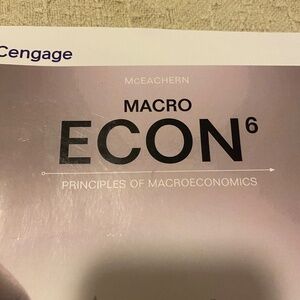 Cengage
MCEACHERN
MACRO
ECON6
PRINCIPLES OF MACROECONOMICS